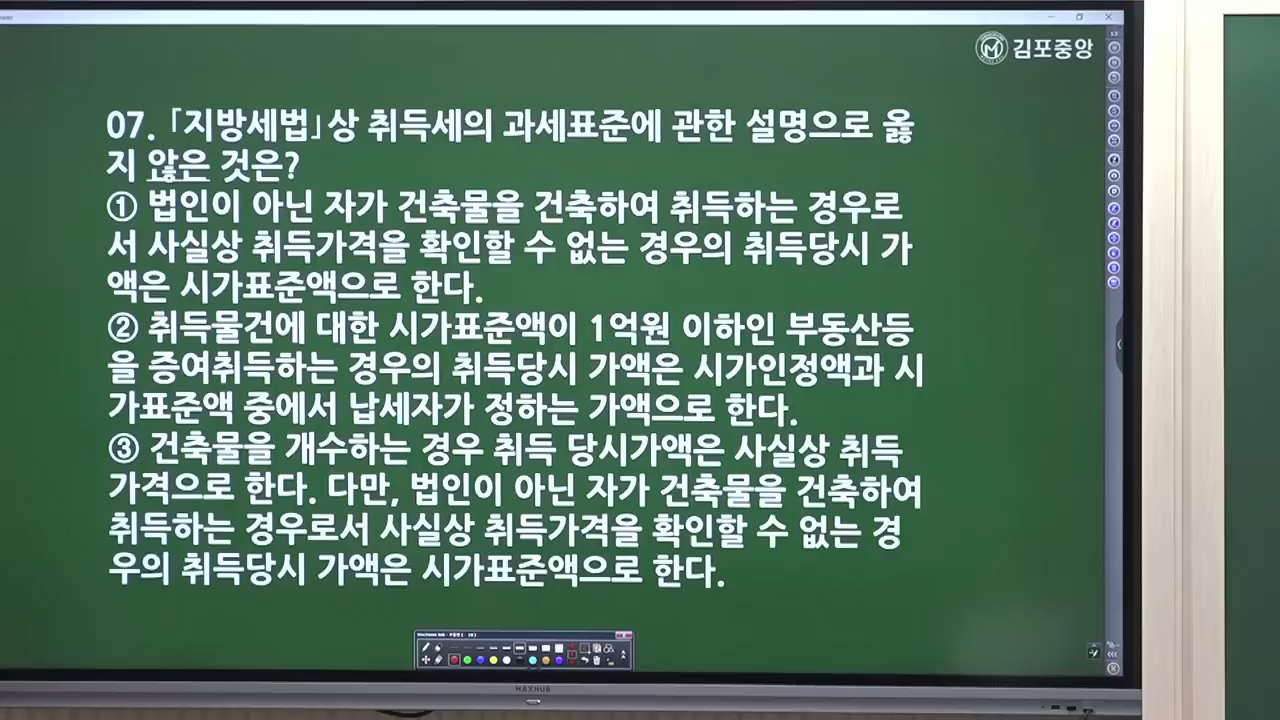 김포중앙
07. 「지방세법」상 취득세의 과세표준에 관한 설명으로 옳
지 않은 것은?
① 법인이 아닌 자가 건축물을 건축하여 취득하는 경우로
서 사실상 취득가격을 확인할 수 없는 경우의 취득당시 가
액은 시가표준액으로 한다.
② 취득물건에 대한 시가표준액이 1억원 이하인 부동산등
을 증여취득하는 경우의 취득당시 가액은 시가인정액과 시
가표준액 중에서 납세자가 정하는 가액으로 한다.
③ 건축물을 개수하는 경우 취득 당시가액은 사실상 취득
가격으로 한다. 다만, 법인이 아닌 자가 건축물을 건축하여
취득하는 경우로서 사실상 취득가격을 확인할 수 없는 경
우의 취득당시 가액은 시가표준액으로 한다.
MAXHUB